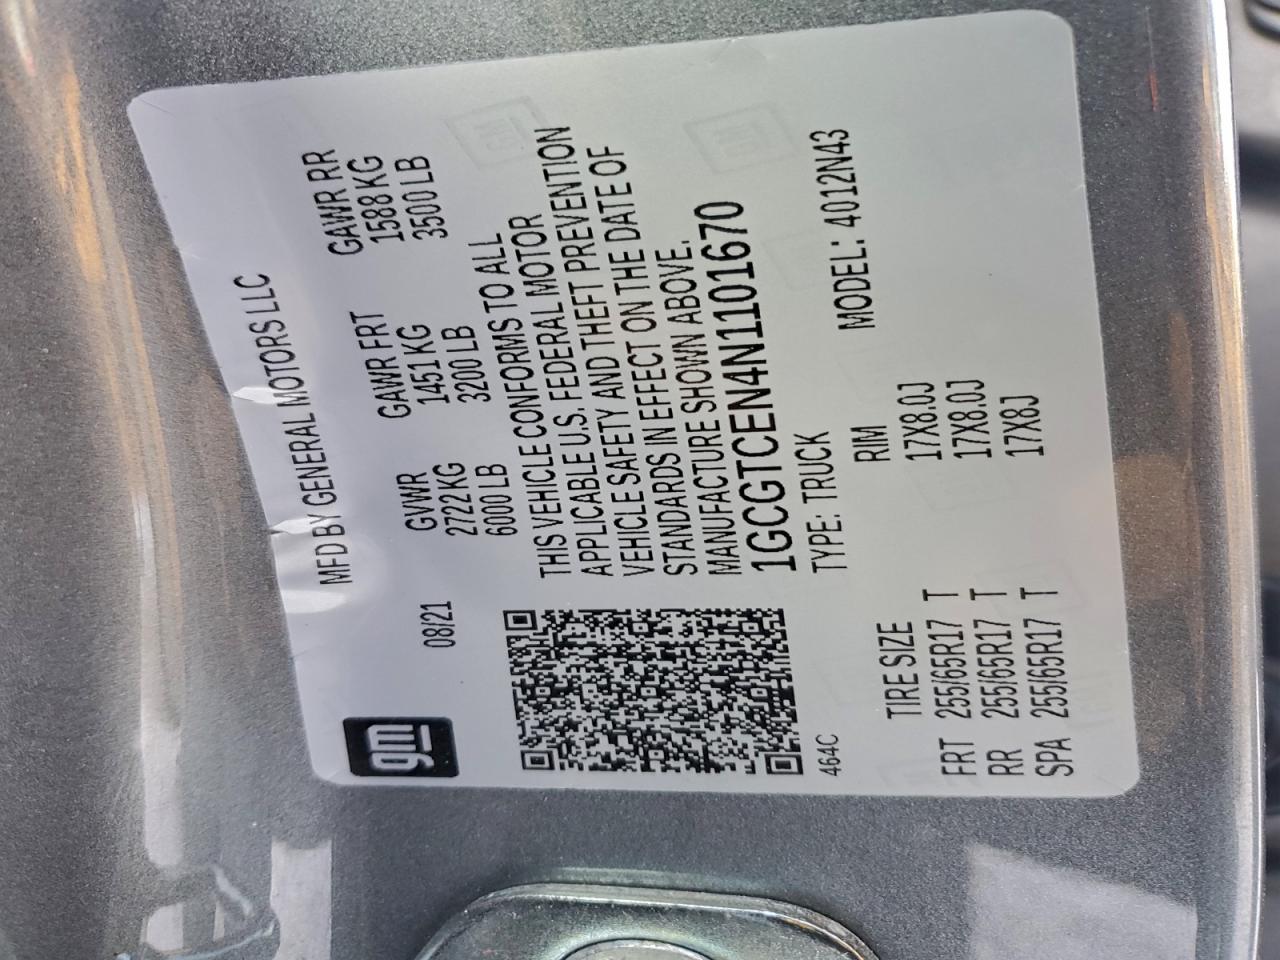 MFD BY GENERAL MOTORS LLC
gm
08/21 GVWR GAWR FRT GAWR RR
2722 KG 1451 KG 1588 KG
6000 LB 3200 LB 3500 LB
THIS VEHICLE CONFORMS TO ALL
APPLICABLE U.S. FEDERAL MOTOR
VEHICLE SAFETY AND THEFT PREVENTION
STANDARDS IN EFFECT ON THE DATE OF
MANUFACTURE SHOWN ABOVE.
1GCGTCEN4N1101670
464C TYPE: TRUCK MODEL: 4012N43
TIRE SIZE RIM
FRT 255/65R17 T 17X8.0J
RR 255/65R17 T 17X8.0J
SPA 255/65R17 T 17X8J